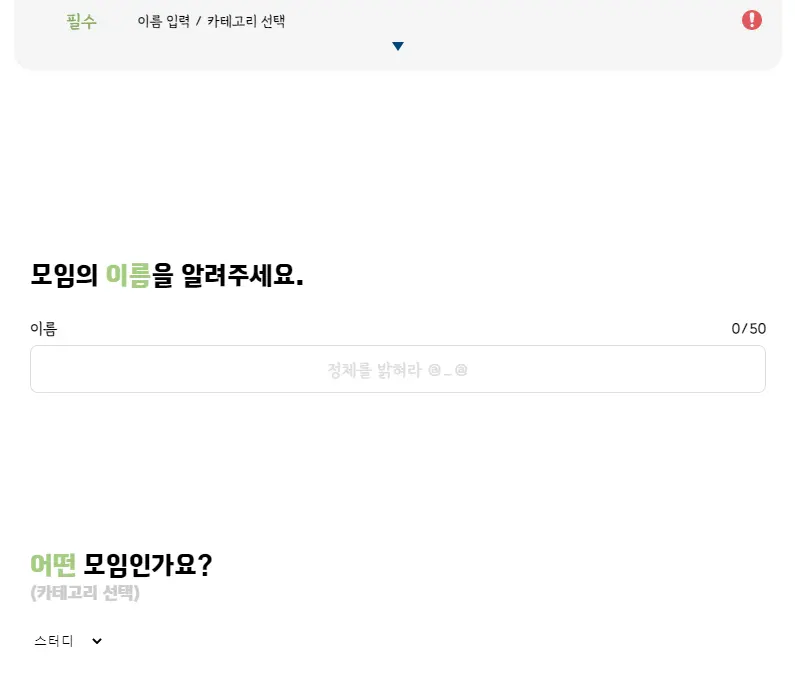 필수 이름 입력 / 카테고리 선택
모임의 이름을 알려주세요.
이름 0/50
정체를 밝혀라 @_@
어떤 모임인가요?
(카테고리 선택)
스터디